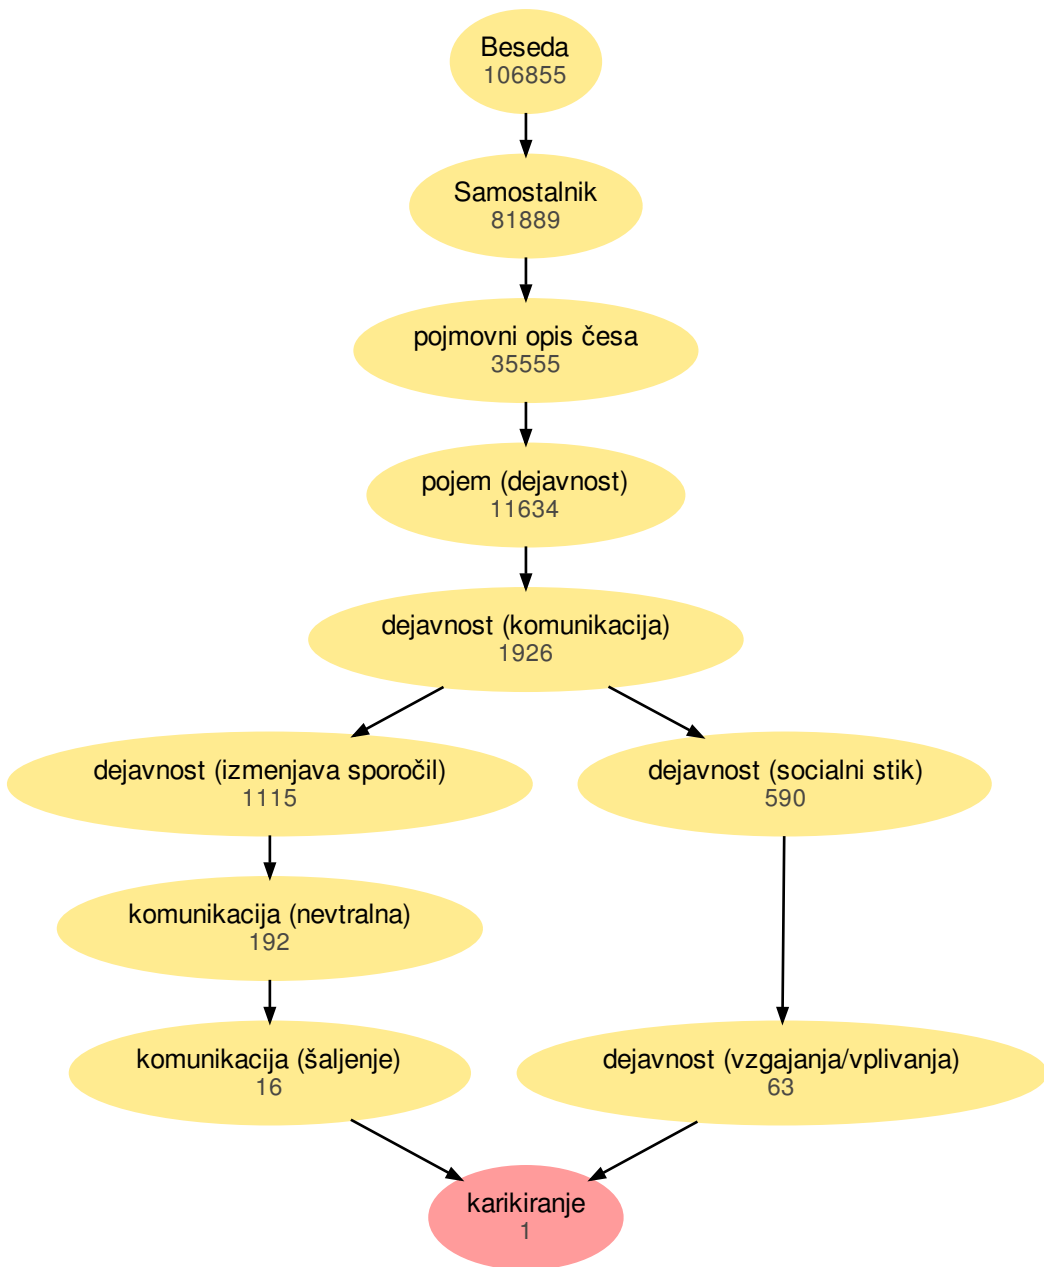 Beseda
106855
Samostalnik
81889
pojmovni opis česa
35555
pojem (dejavnost)
11634
dejavnost (komunikacija)
1926
dejavnost (izmenjava sporočil)
1115
dejavnost (socialni stik)
590
komunikacija (nevtralna)
192
komunikacija (šaljenje)
16
dejavnost (vzgajanja/vplivanja)
63
karikiranje
1